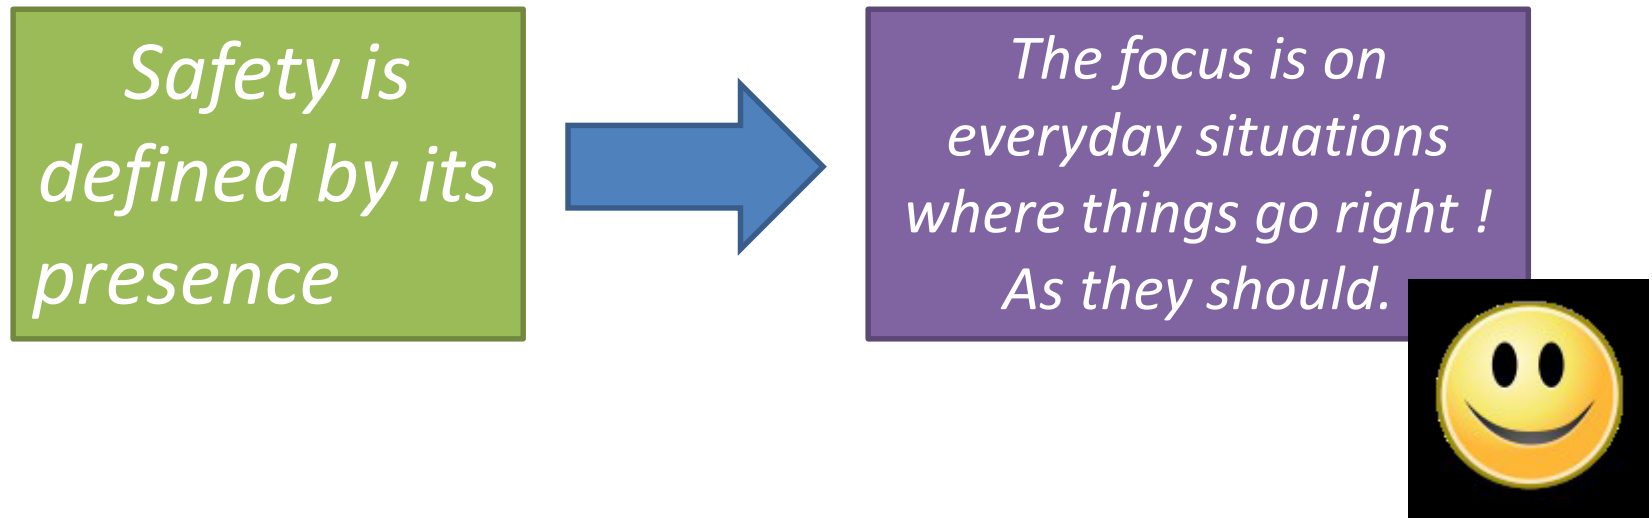 Safety is
defined by its
presence
The focus is on
everyday situations
where things go right !
As they should.